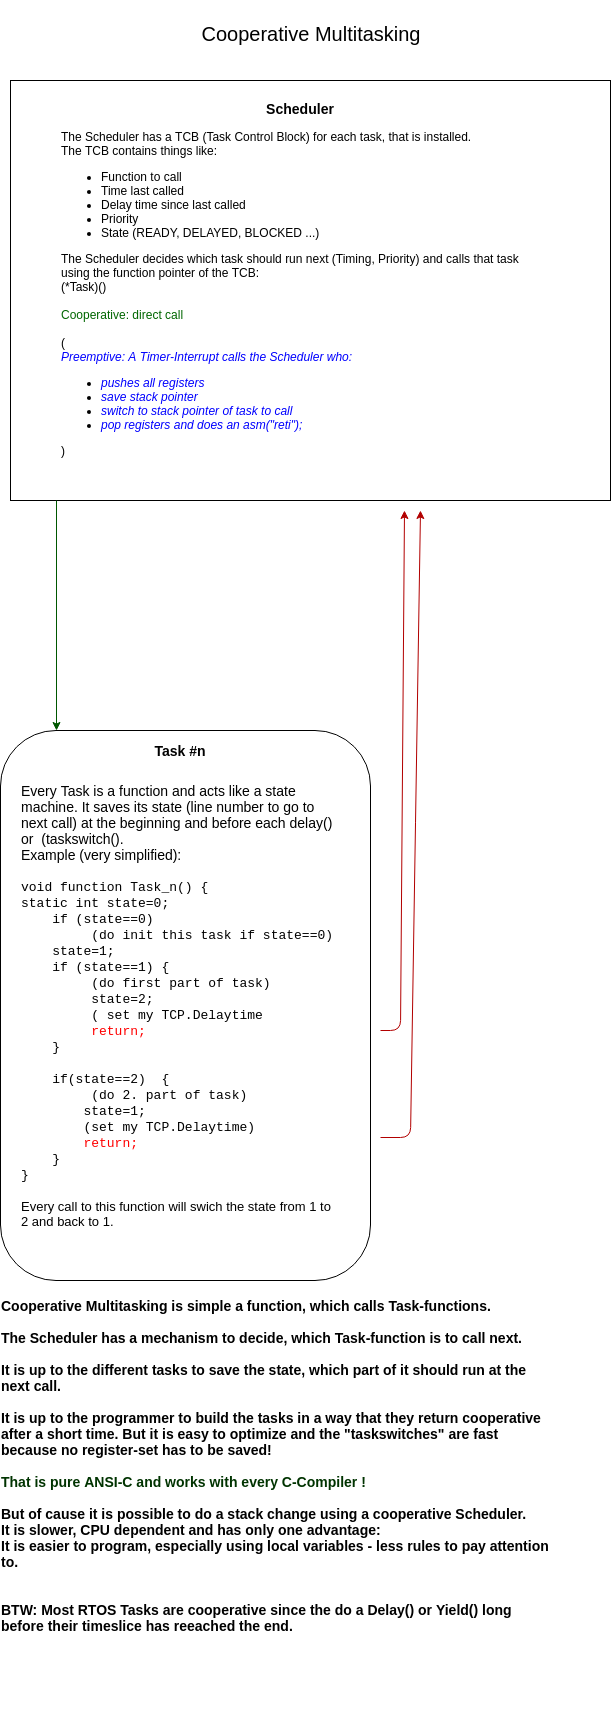 Cooperative Multitasking
Scheduler
The Scheduler has a TCB (Task Control Block) for each task, that is installed.
The TCB contains things like:
• Function to call
• Time last called
• Delay time since last called
• Priority
• State (READY, DELAYED, BLOCKED ...)
The Scheduler decides which task should run next (Timing, Priority) and calls that task
using the function pointer of the TCB:
(*Task)()
Cooperative: direct call
(
Preemptive: A Timer-Interrupt calls the Scheduler who:
• pushes all registers
• save stack pointer
• switch to stack pointer of task to call
• pop registers and does an asm("reti");
)
Task #n
Every Task is a function and acts like a state
machine. It saves its state (line number to go to
next call) at the beginning and before each delay()
or  (taskswitch().
Example (very simplified):
void function Task_n() {
static int state=0;
    if (state==0)
         (do init this task if state==0)
    state=1;
    if (state==1) {
         (do first part of task)
         state=2;
         ( set my TCP.Delaytime
         return;
    }
    if(state==2)  {
         (do 2. part of task)
        state=1;
        (set my TCP.Delaytime)
        return;
    }
}
Every call to this function will swich the state from 1 to
2 and back to 1.
Cooperative Multitasking is simple a function, which calls Task-functions.
The Scheduler has a mechanism to decide, which Task-function is to call next.
It is up to the different tasks to save the state, which part of it should run at the
next call.
It is up to the programmer to build the tasks in a way that they return cooperative
after a short time. But it is easy to optimize and the "taskswitches" are fast
because no register-set has to be saved!
That is pure ANSI-C and works with every C-Compiler !
But of cause it is possible to do a stack change using a cooperative Scheduler.
It is slower, CPU dependent and has only one advantage:
It is easier to program, especially using local variables - less rules to pay attention
to.
BTW: Most RTOS Tasks are cooperative since the do a Delay() or Yield() long
before their timeslice has reeached the end.